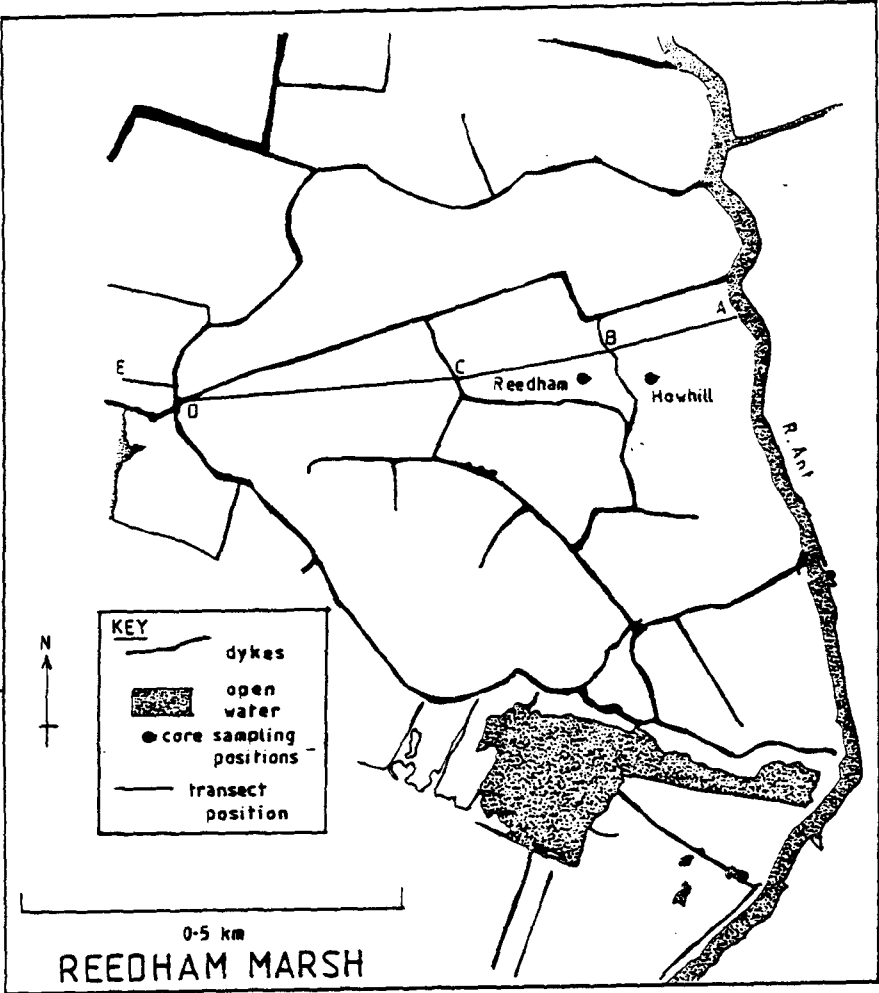 A
B
E
C
Reedham
Howhill
D
R. Ant
KEY
dykes
open
water
core sampling
positions
transect
position
N
0·5 km
REEDHAM MARSH